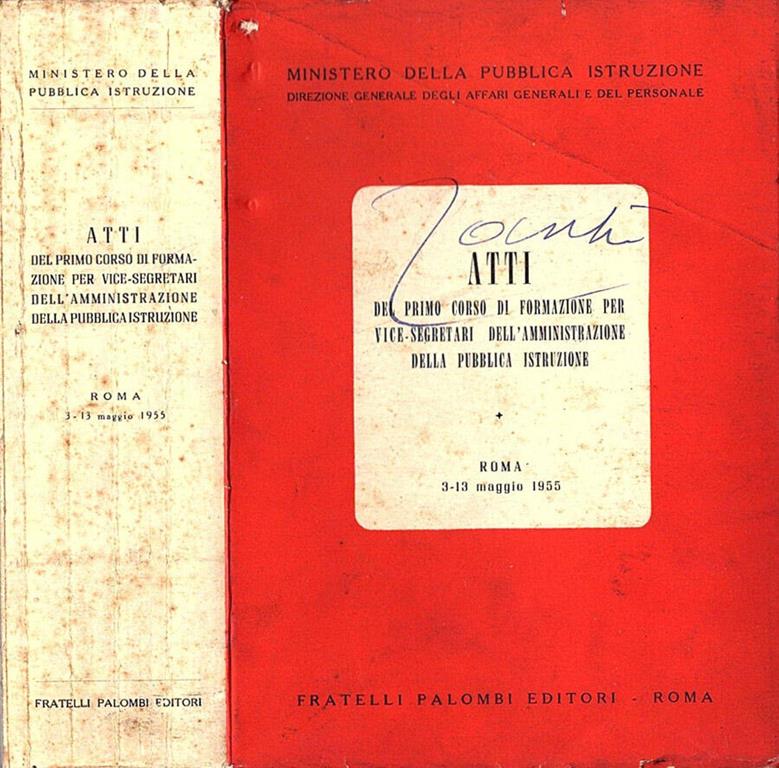 MINISTERO DELLA
PUBBLICA ISTRUZIONE
ATTI
DEL PRIMO CORSO DI FORMA-
ZIONE PER VICE-SEGRETARI
DELL'AMMINISTRAZIONE
DELLA PUBBLICA ISTRUZIONE
ROMA
3-13 maggio 1955
FRATELLI PALOMBI EDITORI
MINISTERO DELLA PUBBLICA ISTRUZIONE
DIREZIONE GENERALE DEGLI AFFARI GENERALI E DEL PERSONALE
ATTI
DEL PRIMO CORSO DI FORMAZIONE PER
VICE-SEGRETARI DELL'AMMINISTRAZIONE
DELLA PUBBLICA ISTRUZIONE
ROMA
3-13 maggio 1955
FRATELLI PALOMBI EDITORI - ROMA